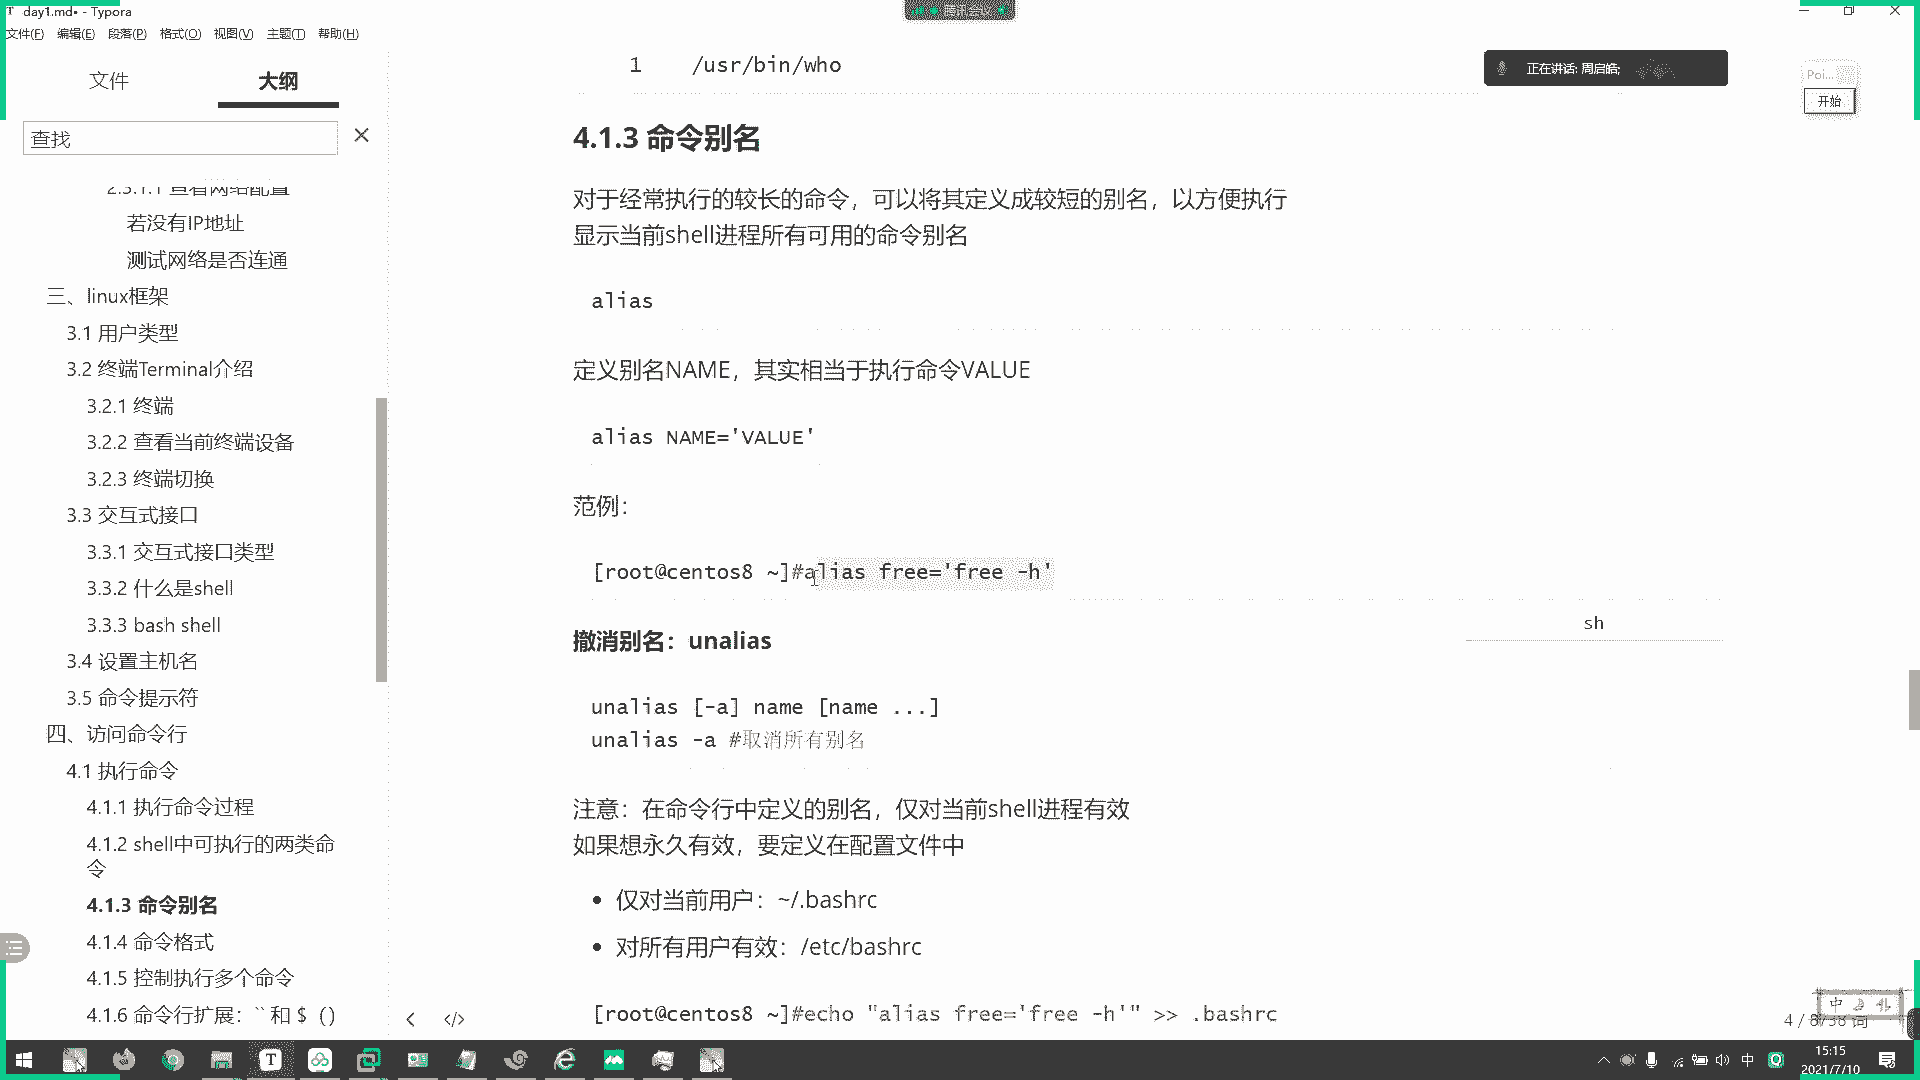 day1.md• - Typora
腾讯会议
文件(F) 编辑(E) 段落(P) 格式(O) 视图(V) 主题(T) 帮助(H)
文件 大纲
查找
2.3.1.1 查看网络配置
若没有IP地址
测试网络是否连通
三、linux框架
3.1 用户类型
3.2 终端Terminal介绍
3.2.1 终端
3.2.2 查看当前终端设备
3.2.3 终端切换
3.3 交互式接口
3.3.1 交互式接口类型
3.3.2 什么是shell
3.3.3 bash shell
3.4 设置主机名
3.5 命令提示符
四、访问命令行
4.1 执行命令
4.1.1 执行命令过程
4.1.2 shell中可执行的两类命
令
4.1.3 命令别名
4.1.4 命令格式
4.1.5 控制执行多个命令
4.1.6 命令行扩展：`` 和 $（）
1 /usr/bin/who
正在讲话: 周启皓;
Poi...
开始
4.1.3 命令别名
对于经常执行的较长的命令，可以将其定义成较短的别名，以方便执行
显示当前shell进程所有可用的命令别名
alias
定义别名NAME，其实相当于执行命令VALUE
alias NAME='VALUE'
范例：
[root@centos8 ~]#alias free='free -h'
sh
撤消别名：unalias
unalias [-a] name [name ...]
unalias -a #取消所有别名
注意：在命令行中定义的别名，仅对当前shell进程有效
如果想永久有效，要定义在配置文件中
• 仅对当前用户：~/.bashrc
• 对所有用户有效：/etc/bashrc
[root@centos8 ~]#echo "alias free='free -h'" >> .bashrc
中
4 / 8738 词
中
15:15
2021/7/10